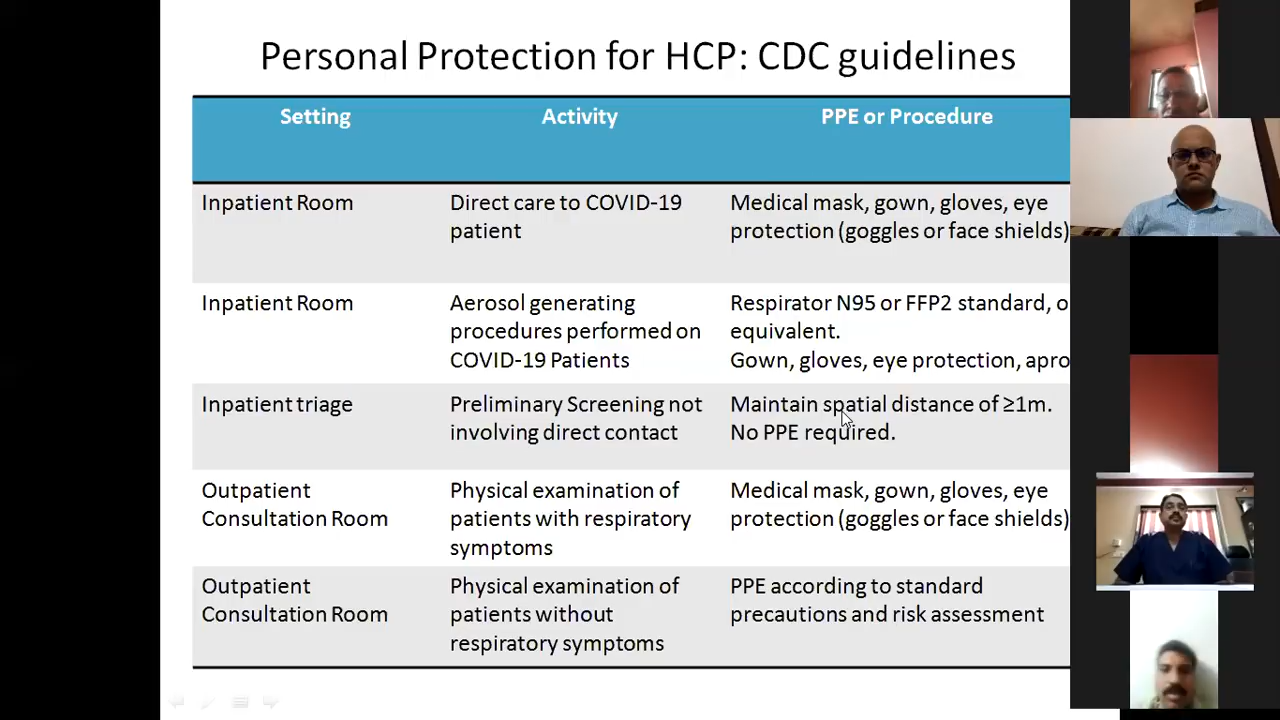 Personal Protection for HCP: CDC guidelines
Setting Activity PPE or Procedure
Inpatient Room
Direct care to COVID-19
patient
Medical mask, gown, gloves, eye
protection (goggles or face shields)
Inpatient Room
Aerosol generating
procedures performed on
COVID-19 Patients
Respirator N95 or FFP2 standard, o
equivalent.
Gown, gloves, eye protection, apro
Inpatient triage
Preliminary Screening not
involving direct contact
Maintain spatial distance of ≥1m.
No PPE required.
Outpatient
Consultation Room
Physical examination of
patients with respiratory
symptoms
Medical mask, gown, gloves, eye
protection (goggles or face shields)
Outpatient
Consultation Room
Physical examination of
patients without
respiratory symptoms
PPE according to standard
precautions and risk assessment